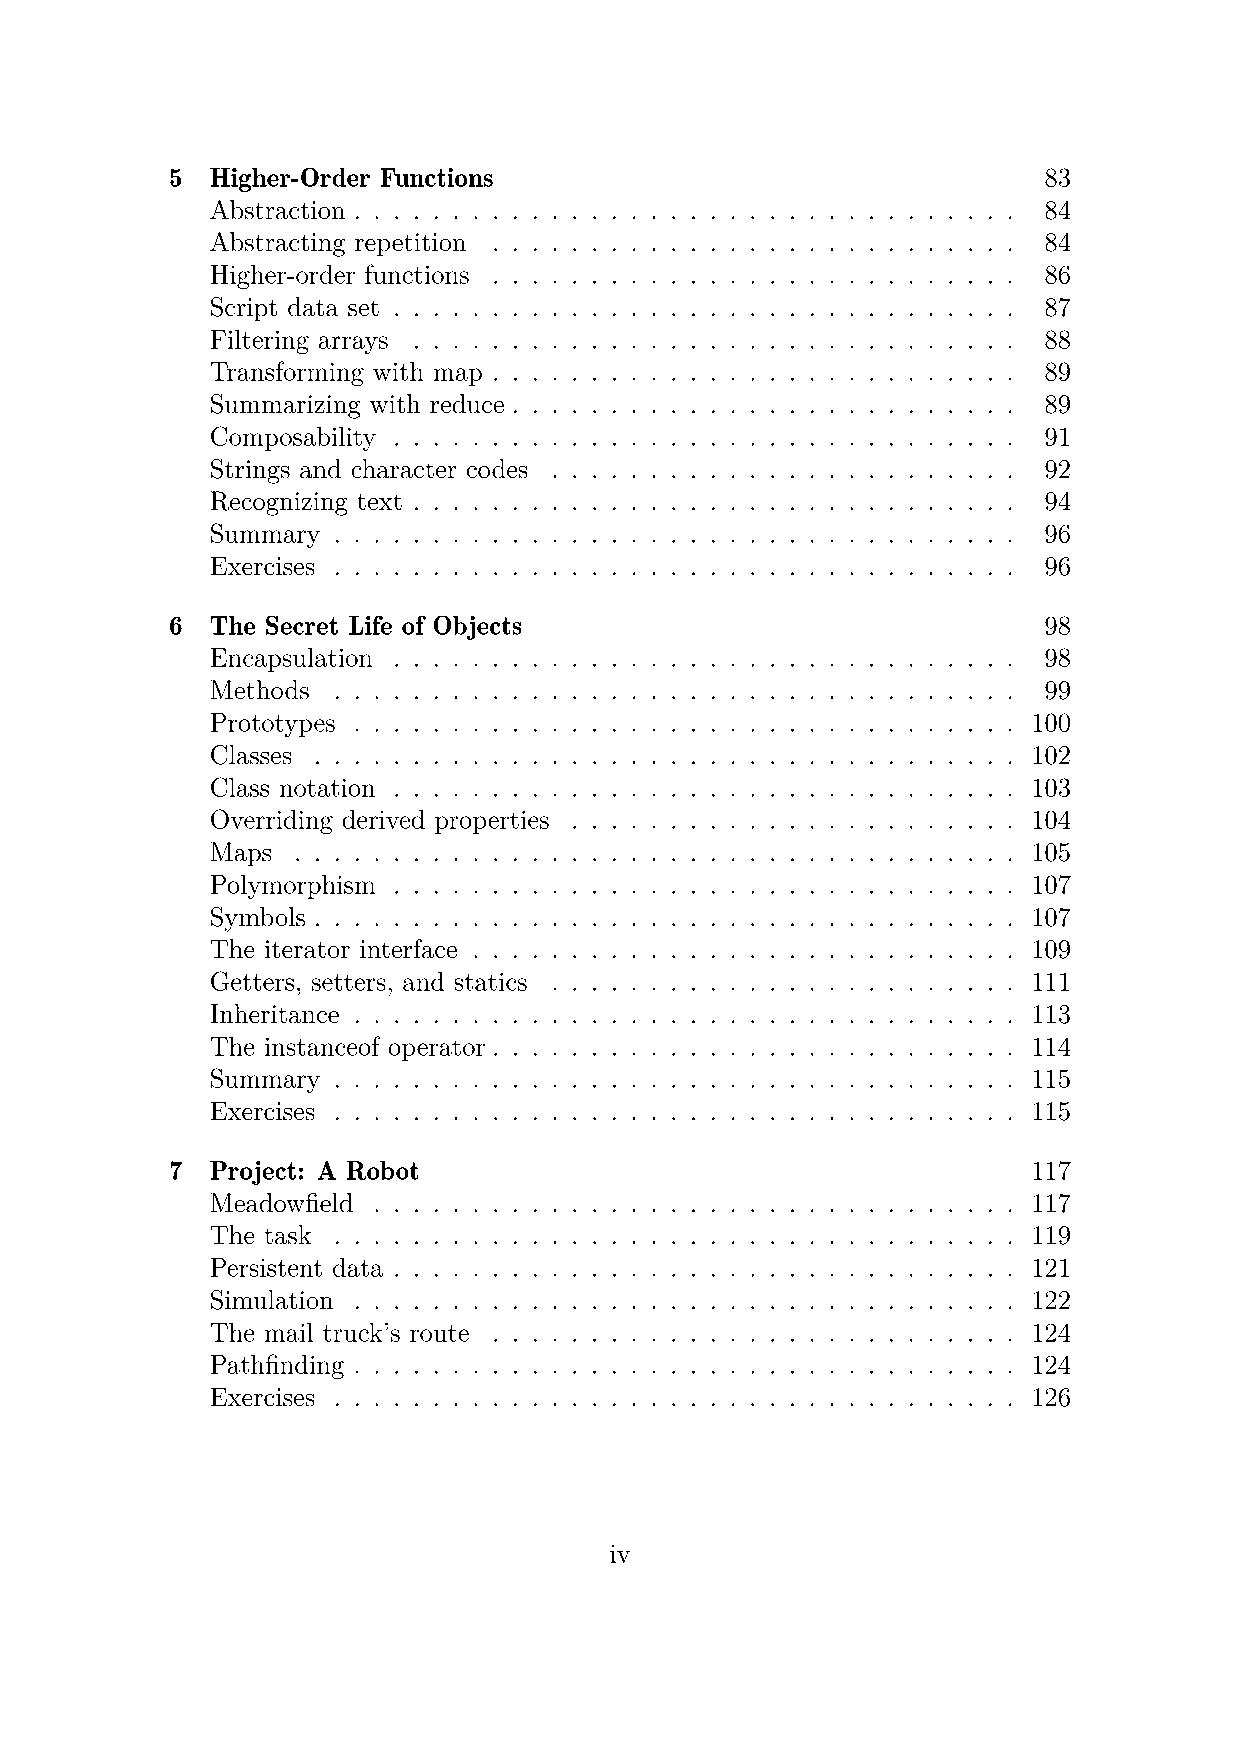 5 Higher-Order Functions 83
Abstraction . . . . . . . . . . . . . . . . . . . . . . . . . . . . . . . . . . 84
Abstracting repetition . . . . . . . . . . . . . . . . . . . . . . . . . . . 84
Higher-order functions . . . . . . . . . . . . . . . . . . . . . . . . . . . 86
Script data set . . . . . . . . . . . . . . . . . . . . . . . . . . . . . . . . 87
Filtering arrays . . . . . . . . . . . . . . . . . . . . . . . . . . . . . . . 88
Transforming with map . . . . . . . . . . . . . . . . . . . . . . . . . . . 89
Summarizing with reduce . . . . . . . . . . . . . . . . . . . . . . . . . . 89
Composability . . . . . . . . . . . . . . . . . . . . . . . . . . . . . . . . 91
Strings and character codes . . . . . . . . . . . . . . . . . . . . . . . . 92
Recognizing text . . . . . . . . . . . . . . . . . . . . . . . . . . . . . . . 94
Summary . . . . . . . . . . . . . . . . . . . . . . . . . . . . . . . . . . . 96
Exercises . . . . . . . . . . . . . . . . . . . . . . . . . . . . . . . . . . . 96
6 The Secret Life of Objects 98
Encapsulation . . . . . . . . . . . . . . . . . . . . . . . . . . . . . . . . 98
Methods . . . . . . . . . . . . . . . . . . . . . . . . . . . . . . . . . . . 99
Prototypes . . . . . . . . . . . . . . . . . . . . . . . . . . . . . . . . . . 100
Classes . . . . . . . . . . . . . . . . . . . . . . . . . . . . . . . . . . . . 102
Class notation . . . . . . . . . . . . . . . . . . . . . . . . . . . . . . . . 103
Overriding derived properties . . . . . . . . . . . . . . . . . . . . . . . 104
Maps . . . . . . . . . . . . . . . . . . . . . . . . . . . . . . . . . . . . . 105
Polymorphism . . . . . . . . . . . . . . . . . . . . . . . . . . . . . . . . 107
Symbols . . . . . . . . . . . . . . . . . . . . . . . . . . . . . . . . . . . . 107
The iterator interface . . . . . . . . . . . . . . . . . . . . . . . . . . . . 109
Getters, setters, and statics . . . . . . . . . . . . . . . . . . . . . . . . 111
Inheritance . . . . . . . . . . . . . . . . . . . . . . . . . . . . . . . . . . 113
The instanceof operator . . . . . . . . . . . . . . . . . . . . . . . . . . . 114
Summary . . . . . . . . . . . . . . . . . . . . . . . . . . . . . . . . . . . 115
Exercises . . . . . . . . . . . . . . . . . . . . . . . . . . . . . . . . . . . 115
7 Project: A Robot 117
Meadowfield . . . . . . . . . . . . . . . . . . . . . . . . . . . . . . . . . 117
The task . . . . . . . . . . . . . . . . . . . . . . . . . . . . . . . . . . . 119
Persistent data . . . . . . . . . . . . . . . . . . . . . . . . . . . . . . . . 121
Simulation . . . . . . . . . . . . . . . . . . . . . . . . . . . . . . . . . . 122
The mail truck's route . . . . . . . . . . . . . . . . . . . . . . . . . . . 124
Pathfinding . . . . . . . . . . . . . . . . . . . . . . . . . . . . . . . . . . 124
Exercises . . . . . . . . . . . . . . . . . . . . . . . . . . . . . . . . . . . 126
iv